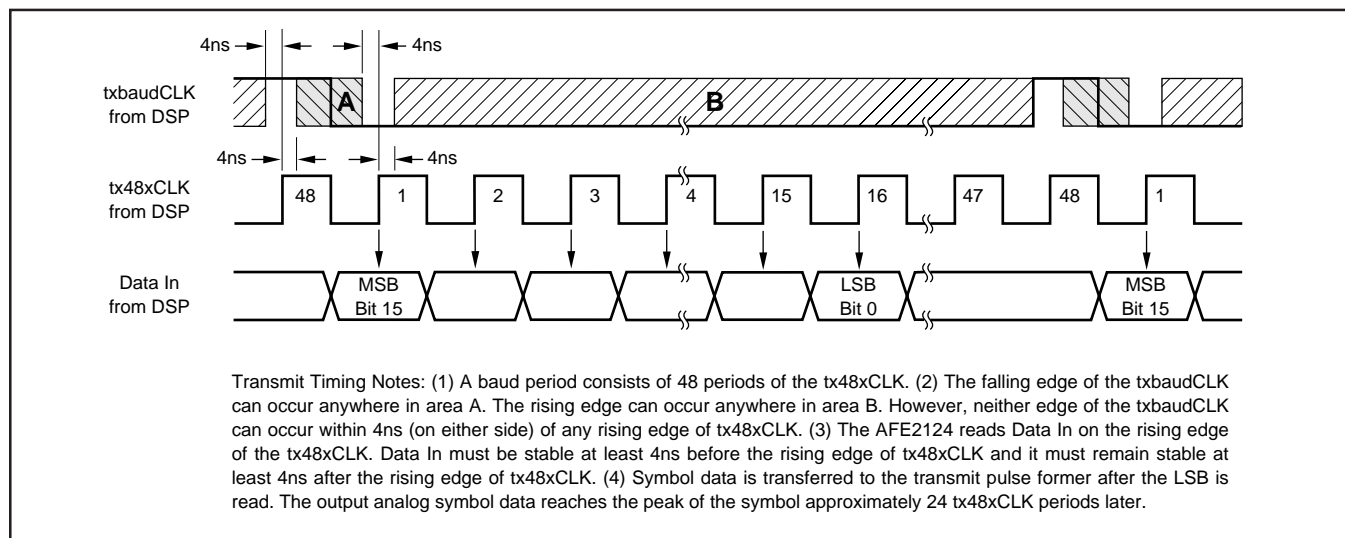 4ns
4ns
txbaudCLK
from DSP
A
B
4ns
4ns
tx48xCLK
from DSP
48
1
2
3
4
15
16
47
48
1
Data In
from DSP
MSB
Bit 15
LSB
Bit 0
MSB
Bit 15
Transmit Timing Notes: (1) A baud period consists of 48 periods of the tx48xCLK. (2) The falling edge of the txbaudCLK
can occur anywhere in area A. The rising edge can occur anywhere in area B. However, neither edge of the txbaudCLK
can occur within 4ns (on either side) of any rising edge of tx48xCLK. (3) The AFE2124 reads Data In on the rising edge
of the tx48xCLK. Data In must be stable at least 4ns before the rising edge of tx48xCLK and it must remain stable at
least 4ns after the rising edge of tx48xCLK. (4) Symbol data is transferred to the transmit pulse former after the LSB is
read. The output analog symbol data reaches the peak of the symbol approximately 24 tx48xCLK periods later.